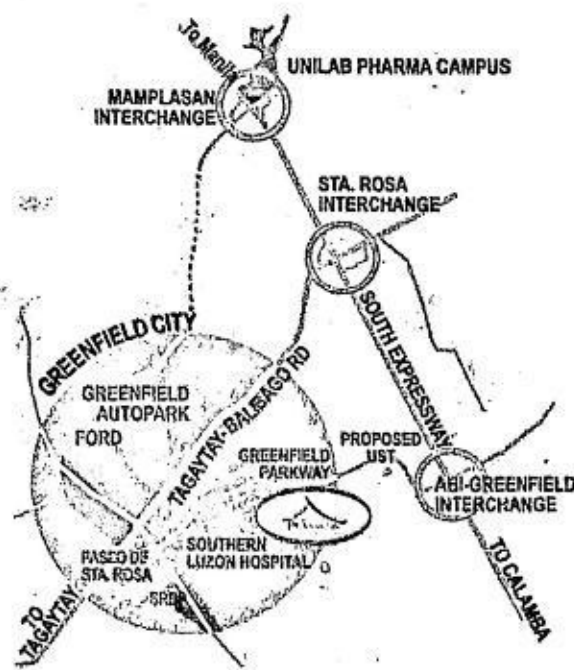 To Manila
UNILAB PHARMA CAMPUS
MAMPLASAN
INTERCHANGE
STA. ROSA
INTERCHANGE
GREENFIELD CITY
SOUTH EXPRESSWAY
GREENFIELD
AUTOPARK
FORD
TAGAYTAY-BALIBAGO RD
GREENFIELD
PARKWAY
PROPOSED
UST
ABI-GREENFIELD
INTERCHANGE
PASEO DE
STA. ROSA
SOUTHERN
LUZON HOSPITAL
TO
TAGAYTAY
TO CALAMBA